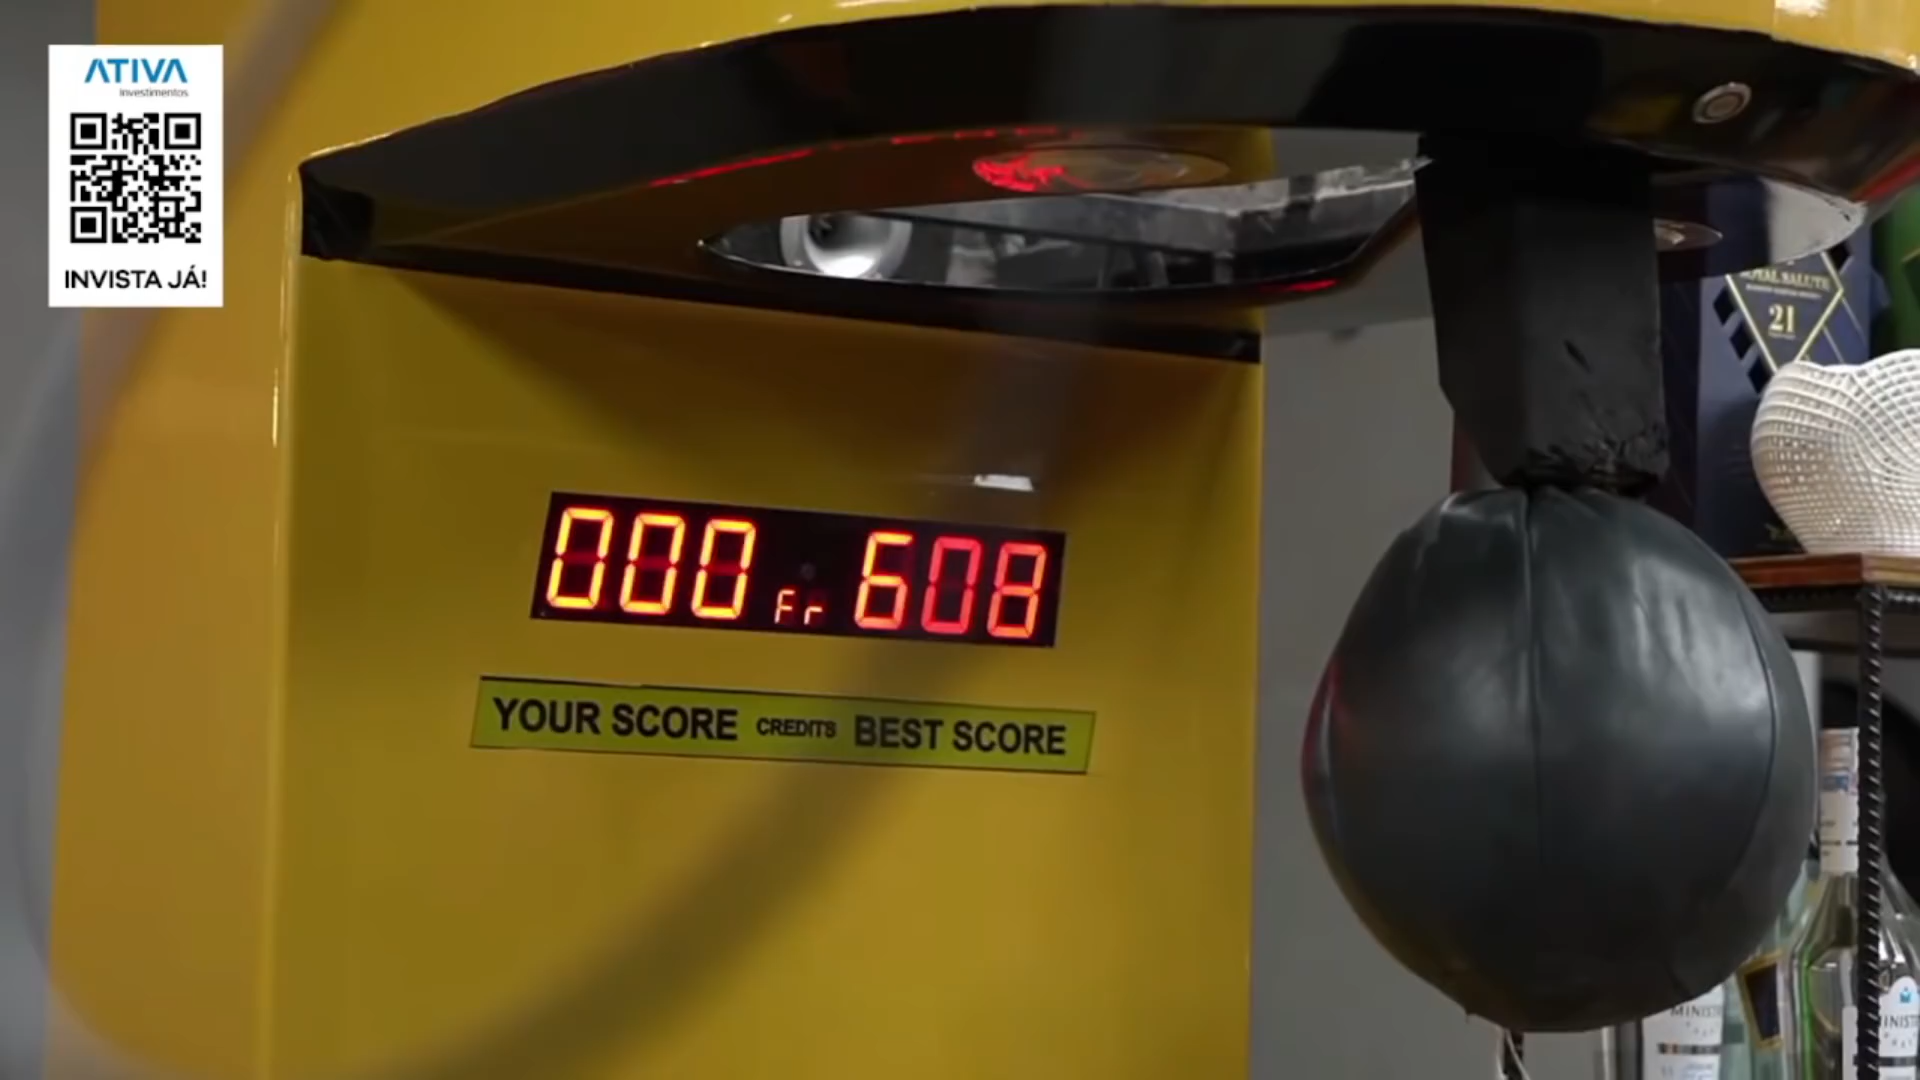 ATIVA
investimentos
INVISTA JÁ!
ROYAL SALUTE
21
000 Fr 608
YOUR SCORE CREDITS BEST SCORE